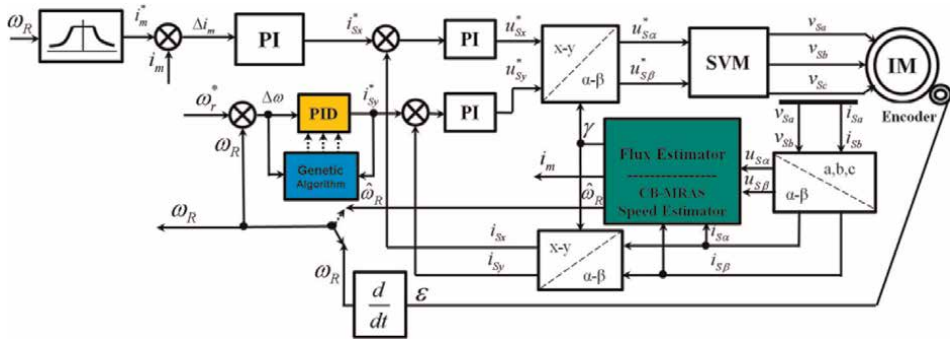 ω_R
i_m^*
Δi_m
PI
i_Sx^*
PI
u_Sx^*
x-y
α-β
u_Sα^*
u_Sβ^*
SVM
v_Sa
v_Sb
v_Sc
IM
Encoder
i_m
u_Sy^*
ω_r^*
Δω
PID
i_Sy^*
PI
ω_R
Genetic
Algorithm
γ
i_m
ω̂_R
ω̂_R
Flux Estimator
CB-MRAS
Speed Estimator
u_Sα
u_Sβ
v_Sa
v_Sb
i_Sa
i_Sb
a,b,c
α-β
ω_R
i_Sx
i_Sy
x-y
α-β
i_Sα
i_Sβ
ω_R
d
dt
ε